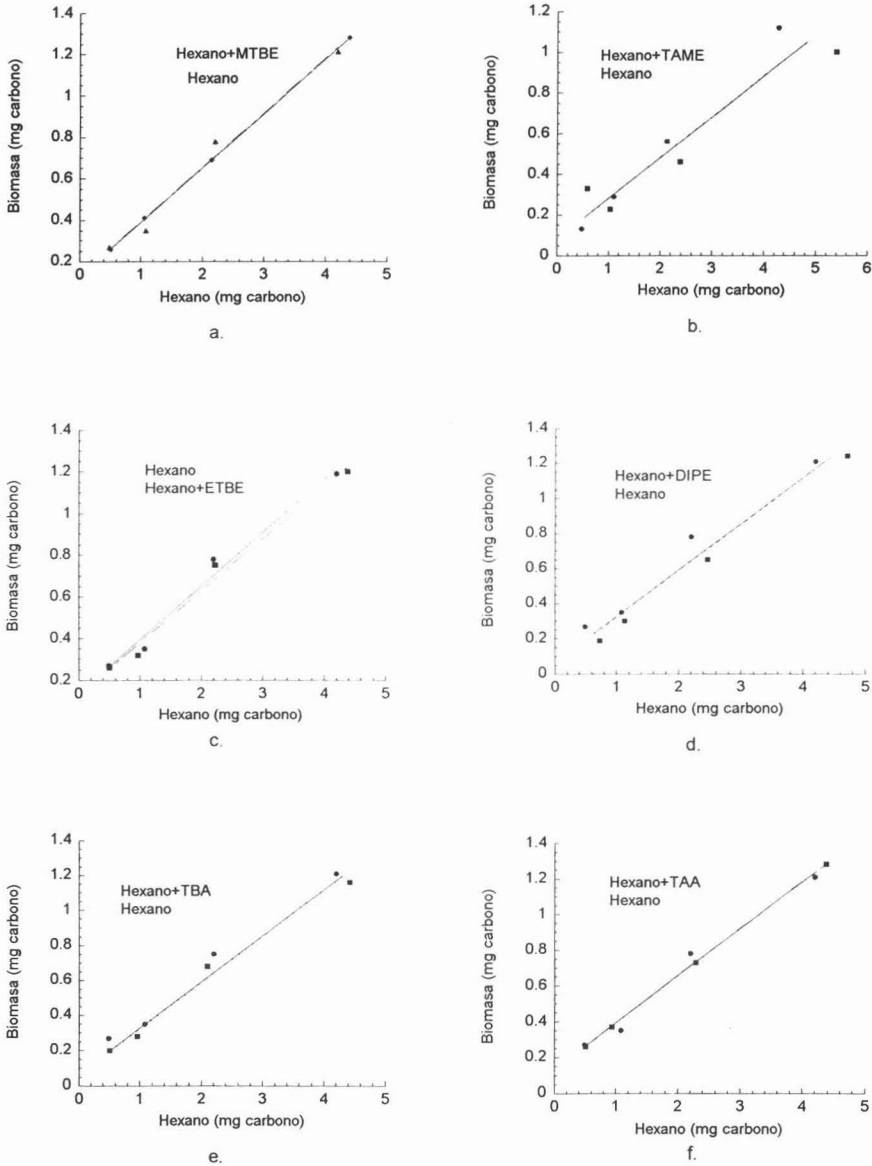 Hexano+MTBE
Hexano
Biomasa (mg carbono)
1.4
1.2
1
0.8
0.6
0.4
0.2
0 1 2 3 4 5
Hexano (mg carbono)
a.
Hexano+TAME
Hexano
Biomasa (mg carbono)
1.2
1
0.8
0.6
0.4
0.2
0
0 1 2 3 4 5 6
Hexano (mg carbono)
b.
Hexano
Hexano+ETBE
Biomasa (mg carbono)
1.4
1.2
1
0.8
0.6
0.4
0.2
0 1 2 3 4 5
Hexano (mg carbono)
c.
Hexano+DIPE
Hexano
Biomasa (mg carbono)
1.4
1.2
1
0.8
0.6
0.4
0.2
0
0 1 2 3 4 5
Hexano (mg carbono)
d.
Hexano+TBA
Hexano
Biomasa (mg carbono)
1.4
1.2
1
0.8
0.6
0.4
0.2
0
0 1 2 3 4 5
Hexano (mg carbono)
e.
Hexano+TAA
Hexano
Biomasa (mg carbono)
1.4
1.2
1
0.8
0.6
0.4
0.2
0
0 1 2 3 4 5
Hexano (mg carbono)
f.